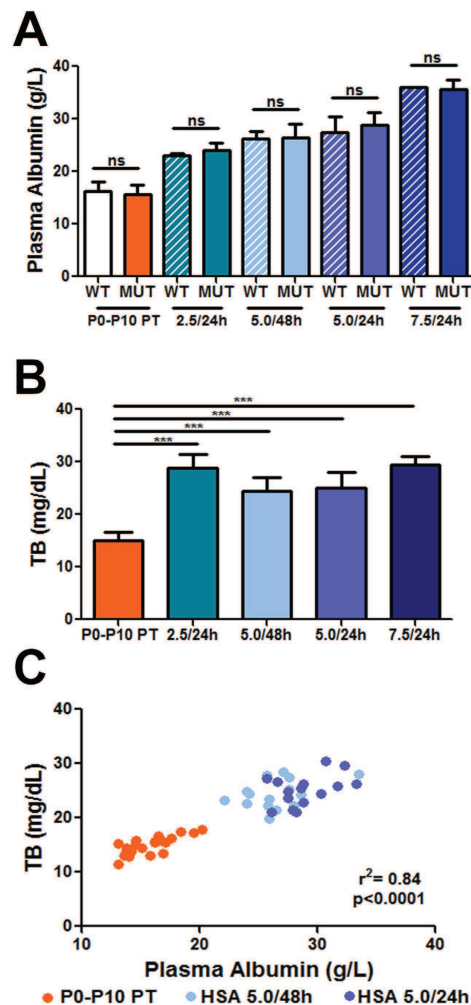 A
Plasma Albumin (g/L)
40
30
20
10
0
ns
ns
ns
ns
ns
WT MUT WT MUT WT MUT WT MUT WT MUT
P0-P10 PT 2.5/24h 5.0/48h 5.0/24h 7.5/24h
B
TB (mg/dL)
40
30
20
10
0
***
***
***
***
P0-P10 PT 2.5/24h 5.0/48h 5.0/24h 7.5/24h
C
TB (mg/dL)
40
30
20
10
0
r²= 0.84
p<0.0001
10 20 30 40
Plasma Albumin (g/L)
P0-P10 PT HSA 5.0/48h HSA 5.0/24h